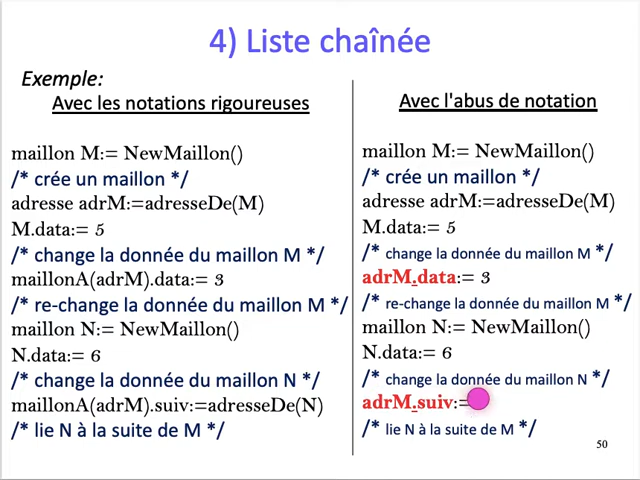 4) Liste chaînée
Exemple:
Avec les notations rigoureuses
maillon M:= NewMaillon()
/* crée un maillon */
adresse adrM:=adresseDe(M)
M.data:= 5
/* change la donnée du maillon M */
maillonA(adrM).data:= 3
/* re-change la donnée du maillon M */
maillon N:= NewMaillon()
N.data:= 6
/* change la donnée du maillon N */
maillonA(adrM).suiv:=adresseDe(N)
/* lie N à la suite de M */
Avec l'abus de notation
maillon M:= NewMaillon()
/* crée un maillon */
adresse adrM:=adresseDe(M)
M.data:= 5
/* change la donnée du maillon M */
adrM.data:= 3
/* re-change la donnée du maillon M */
maillon N:= NewMaillon()
N.data:= 6
/* change la donnée du maillon N */
adrM.suiv:=
/* lie N à la suite de M */
50